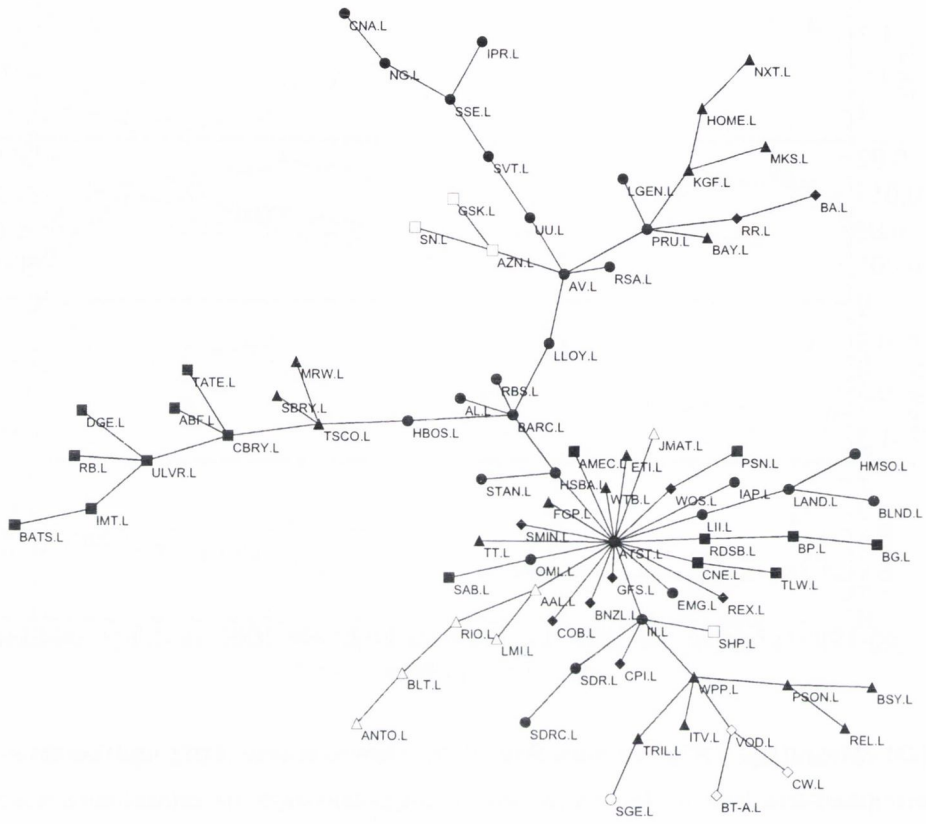 CNA.L
IPR.L
NG.L
NXT.L
SSE.L
HOME.L
SVT.L
MKS.L
KGF.L
LGEN.L
BA.L
GSK.L
UU.L
SN.L
RR.L
PRU.L
BAY.L
AZN.L
RSA.L
AV.L
LLOY.L
MRW.L
TATE.L
RBS.L
SBRY.L
AL.L
DGE.L
ABF.L
TSCO.L
HBOS.L
BARC.L
CBRY.L
JMAT.L
AMEC.L
ETI.L
PSN.L
HMSO.L
RB.L
ULVR.L
STAN.L
HSBA.L
WTB.L
WOS.L
IAP.L
LAND.L
BLND.L
FGP.L
IMT.L
LII.L
BATS.L
SMIN.L
TT.L
ATST.L
RDSB.L
BP.L
BG.L
OML.L
CNE.L
TLW.L
SAB.L
GFS.L
AAL.L
EMG.L
REX.L
BNZL.L
RIO.L
LMI.L
COB.L
III.L
SHP.L
SDR.L
CPI.L
BLT.L
WPP.L
PSON.L
BSY.L
ANTO.L
SDRC.L
TRIL.L
ITV.L
VOD.L
REL.L
CW.L
SGE.L
BT-A.L